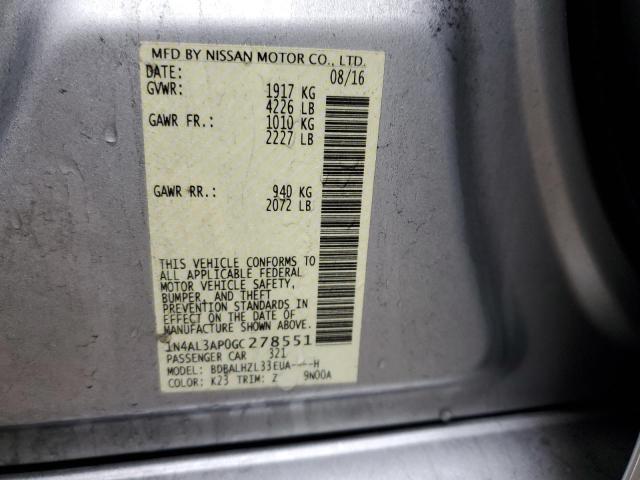 MFD BY NISSAN MOTOR CO., LTD.
DATE: 08/16
GVWR: 1917 KG
4226 LB
GAWR FR.: 1010 KG
2227 LB
GAWR RR.: 940 KG
2072 LB
THIS VEHICLE CONFORMS TO
ALL APPLICABLE FEDERAL
MOTOR VEHICLE SAFETY,
BUMPER, AND THEFT
PREVENTION STANDARDS IN
EFFECT ON THE DATE OF
MANUFACTURE SHOWN ABOVE.
1N4AL3AP0GC278551
PASSENGER CAR 321
MODEL: BDBALHZL33EUA----H
COLOR: K23 TRIM: Z 9N00A